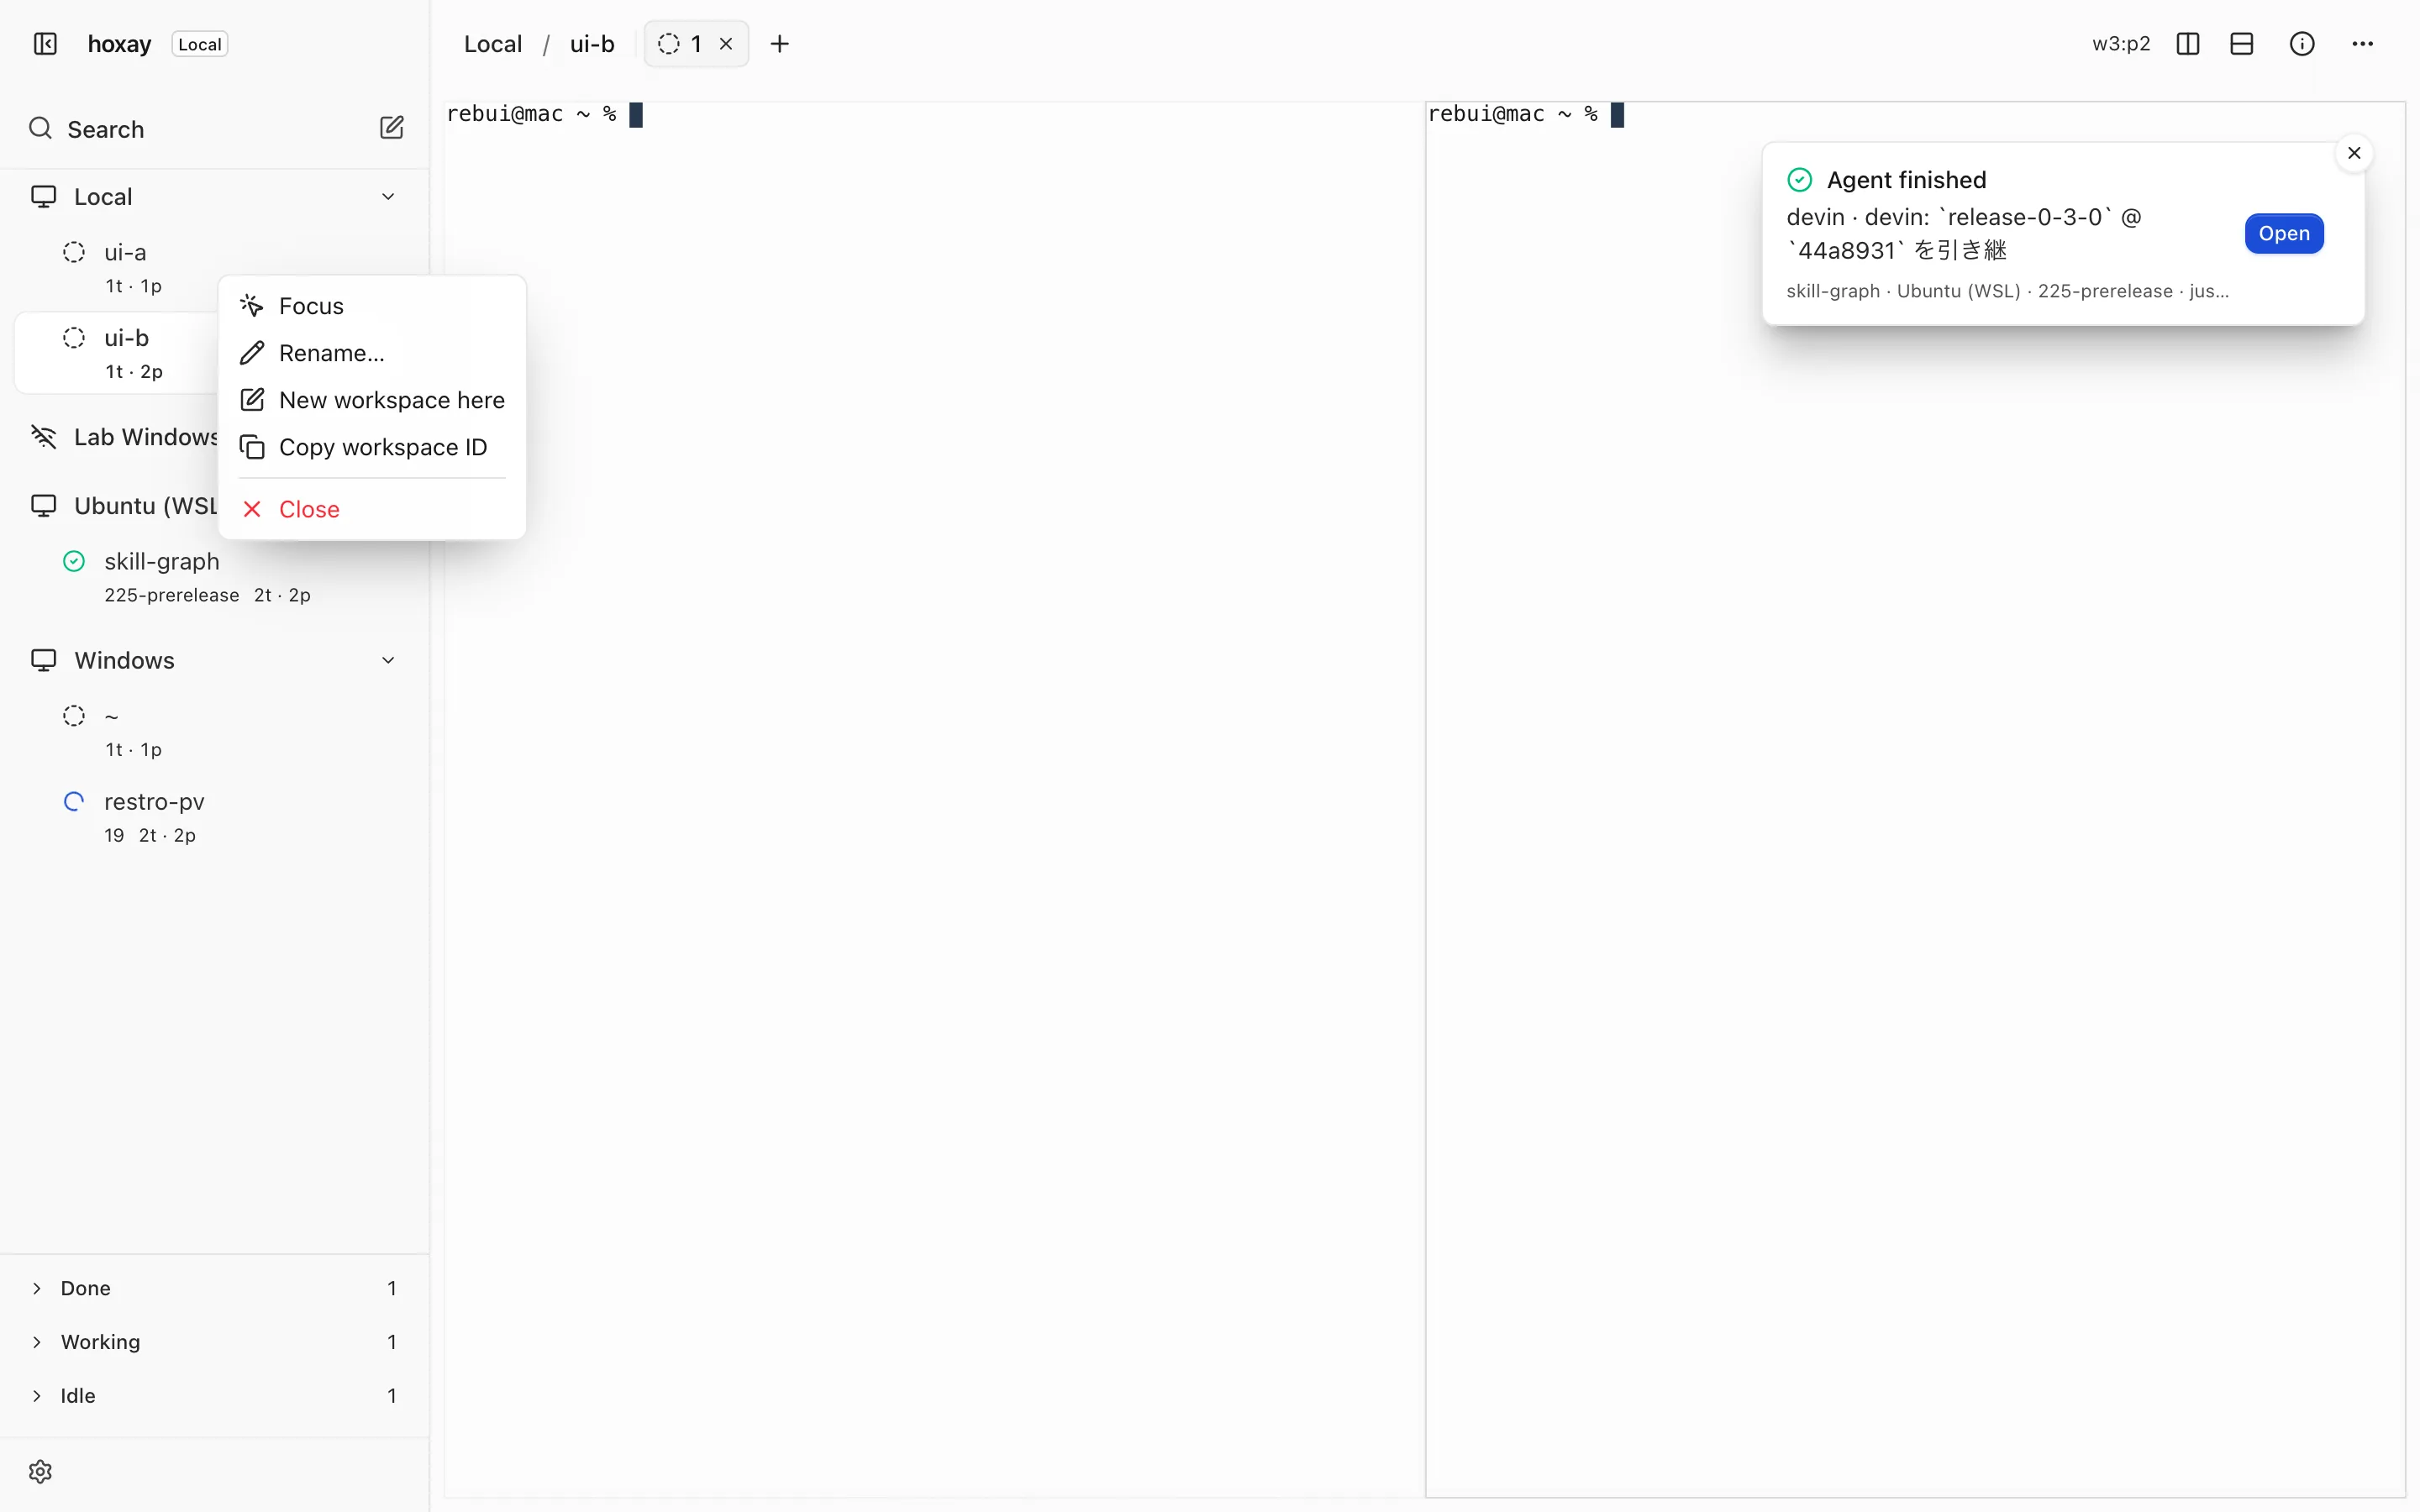 hoxay Local
Search
Local
ui-a
1t · 1p
ui-b
1t · 2p
Lab Windows
Ubuntu (WSL
skill-graph
225-prerelease 2t · 2p
Windows
~
1t · 1p
restro-pv
19 2t · 2p
Done 1
Working 1
Idle 1
Focus
Rename...
New workspace here
Copy workspace ID
Close
Local / ui-b 1
w3:p2
rebui@mac ~ %
rebui@mac ~ %
Agent finished
devin · devin: `release-0-3-0` @
`44a8931` を引き継
Open
skill-graph · Ubuntu (WSL) · 225-prerelease · jus...